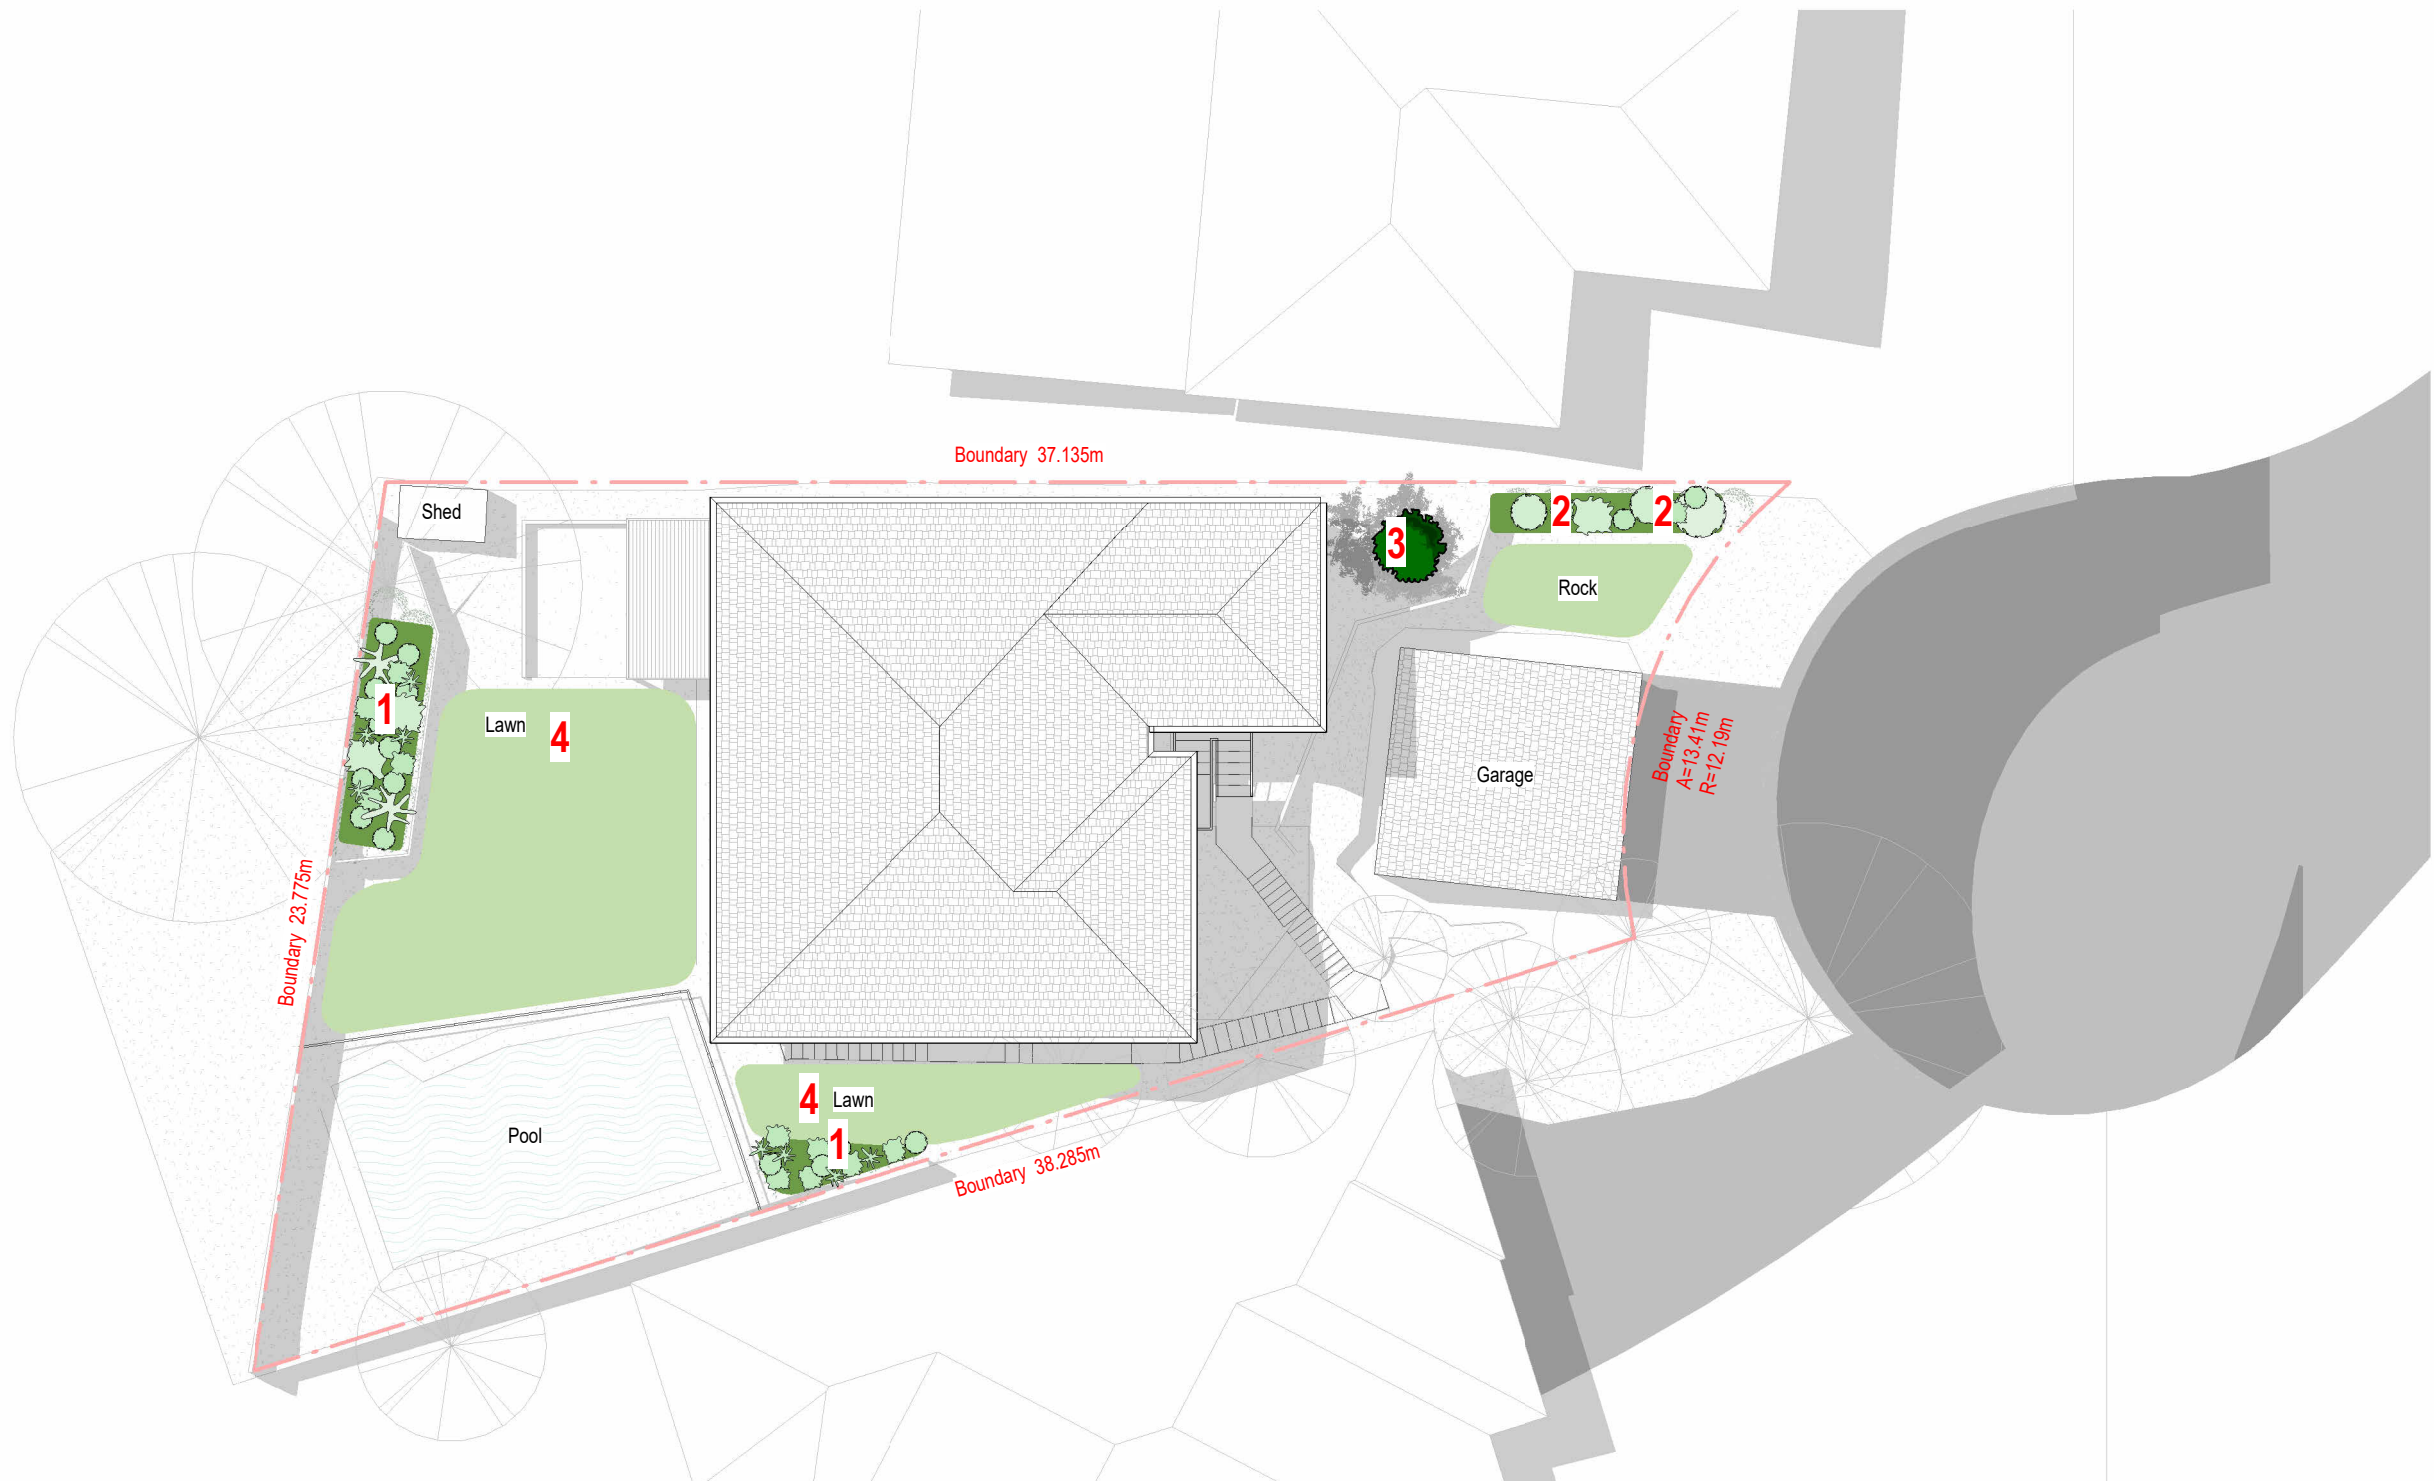 Boundary 37.135m
Shed
2
2
3
Rock
1
Lawn
4
Boundary
A=13.41m
R=12.19m
Garage
Boundary 23.775m
4
Lawn
1
Pool
Boundary 38.285m